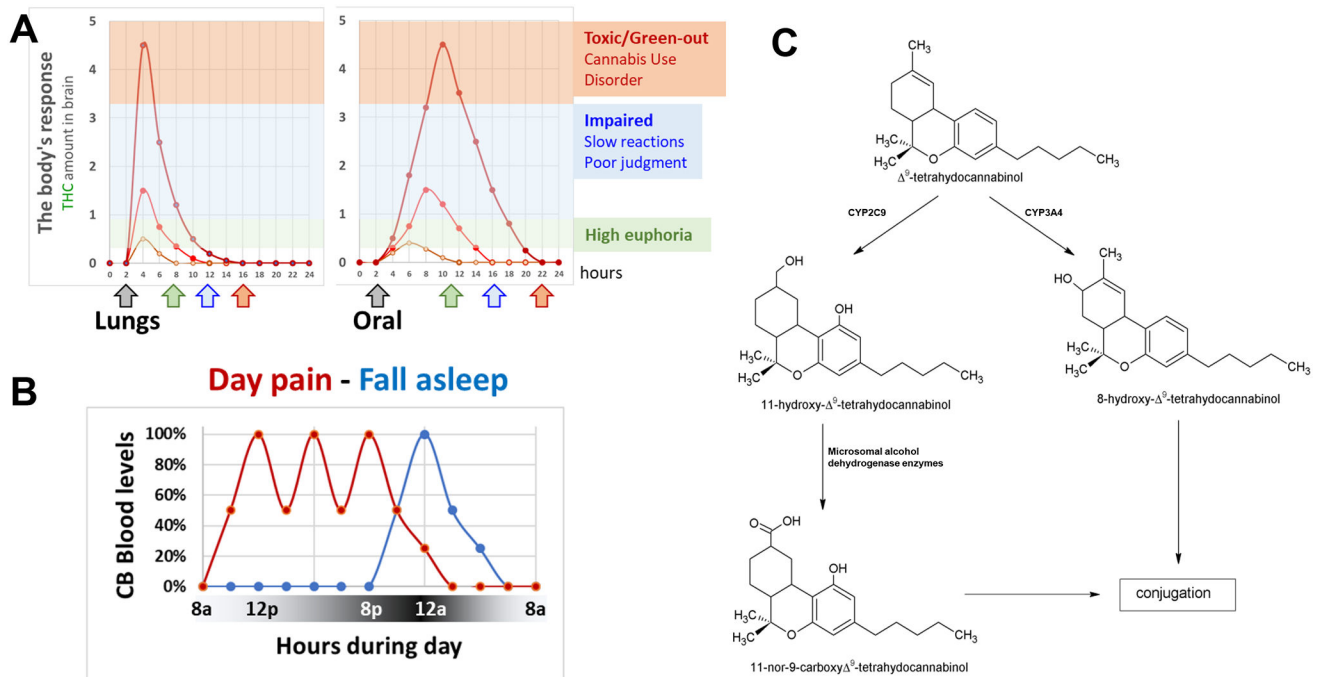 A
The body's response
THC amount in brain
5
4
3
2
1
0
0 2 4 6 8 10 12 14 16 18 20 22 24
Lungs
5
4
3
2
1
0
0 2 4 6 8 10 12 14 16 18 20 22 24
Oral
hours
Toxic/Green-out
Cannabis Use
Disorder
Impaired
Slow reactions
Poor judgment
High euphoria
B
Day pain - Fall asleep
CB Blood levels
100%
80%
60%
40%
20%
0%
8a 12p 8p 12a 8a
Hours during day
C
CH₃
H₃C
H₃C
O
CH₃
Δ⁹-tetrahydocannabinol
CYP2C9
CYP3A4
OH
OH
H₃C
H₃C
O
CH₃
11-hydroxy-Δ⁹-tetrahydocannabinol
CH₃
HO
H₃C
H₃C
O
CH₃
8-hydroxy-Δ⁹-tetrahydocannabinol
Microsomal alcohol
dehydrogenase enzymes
O
OH
OH
H₃C
H₃C
O
CH₃
11-nor-9-carboxyΔ⁹-tetrahydocannabinol
conjugation